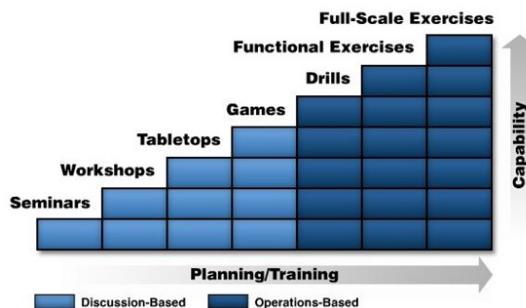 Full-Scale Exercises
Functional Exercises
Drills
Games
Tabletops
Workshops
Seminars
Capability
Planning/Training
Discussion-Based
Operations-Based